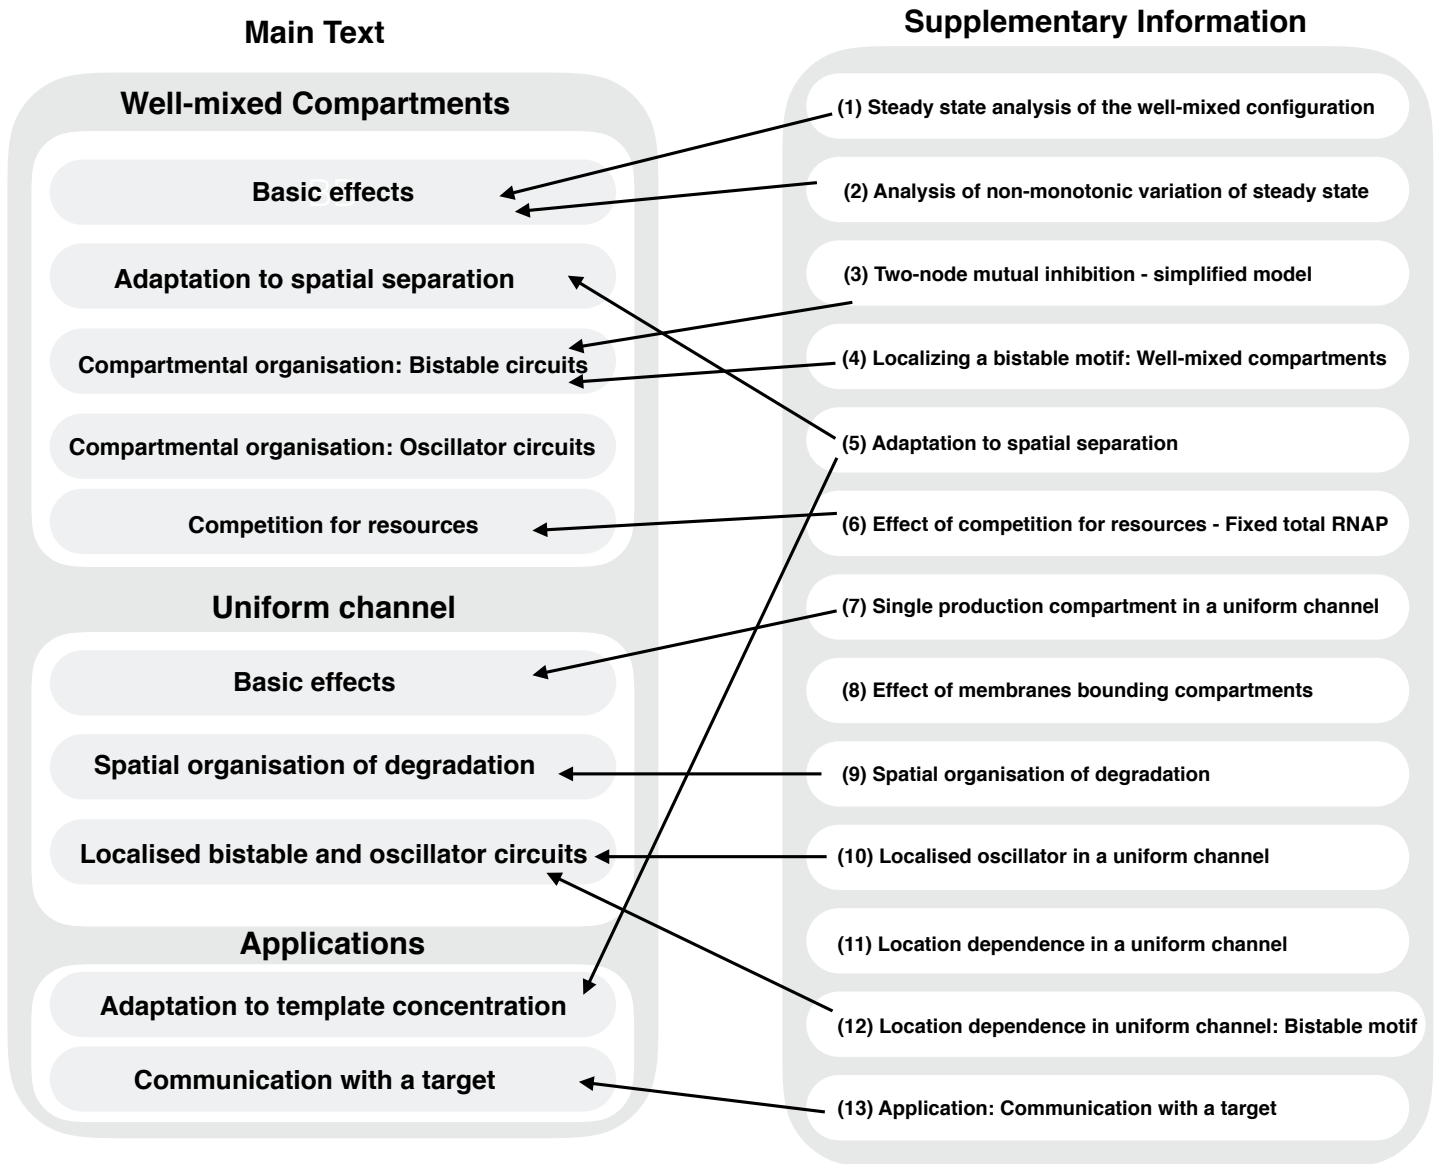 Main Text
Well-mixed Compartments
Basic effects
Adaptation to spatial separation
Compartmental organisation: Bistable circuits
Compartmental organisation: Oscillator circuits
Competition for resources
Uniform channel
Basic effects
Spatial organisation of degradation
Localised bistable and oscillator circuits
Applications
Adaptation to template concentration
Communication with a target
Supplementary Information
(1) Steady state analysis of the well-mixed configuration
(2) Analysis of non-monotonic variation of steady state
(3) Two-node mutual inhibition - simplified model
(4) Localizing a bistable motif: Well-mixed compartments
(5) Adaptation to spatial separation
(6) Effect of competition for resources - Fixed total RNAP
(7) Single production compartment in a uniform channel
(8) Effect of membranes bounding compartments
(9) Spatial organisation of degradation
(10) Localised oscillator in a uniform channel
(11) Location dependence in a uniform channel
(12) Location dependence in uniform channel: Bistable motif
(13) Application: Communication with a target